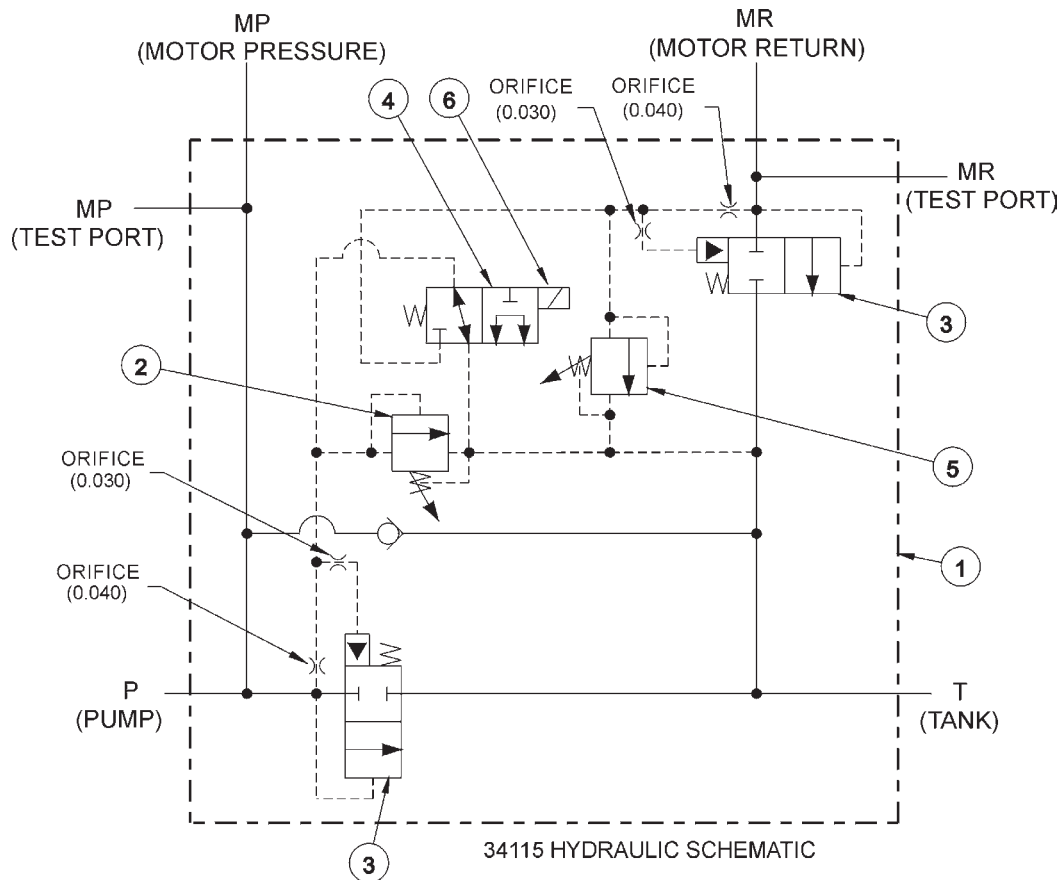 MP
(MOTOR PRESSURE)
MR
(MOTOR RETURN)
4
6
ORIFICE
(0.030)
ORIFICE
(0.040)
MP
(TEST PORT)
MR
(TEST PORT)
3
2
5
ORIFICE
(0.030)
1
ORIFICE
(0.040)
P
(PUMP)
T
(TANK)
3
34115 HYDRAULIC SCHEMATIC